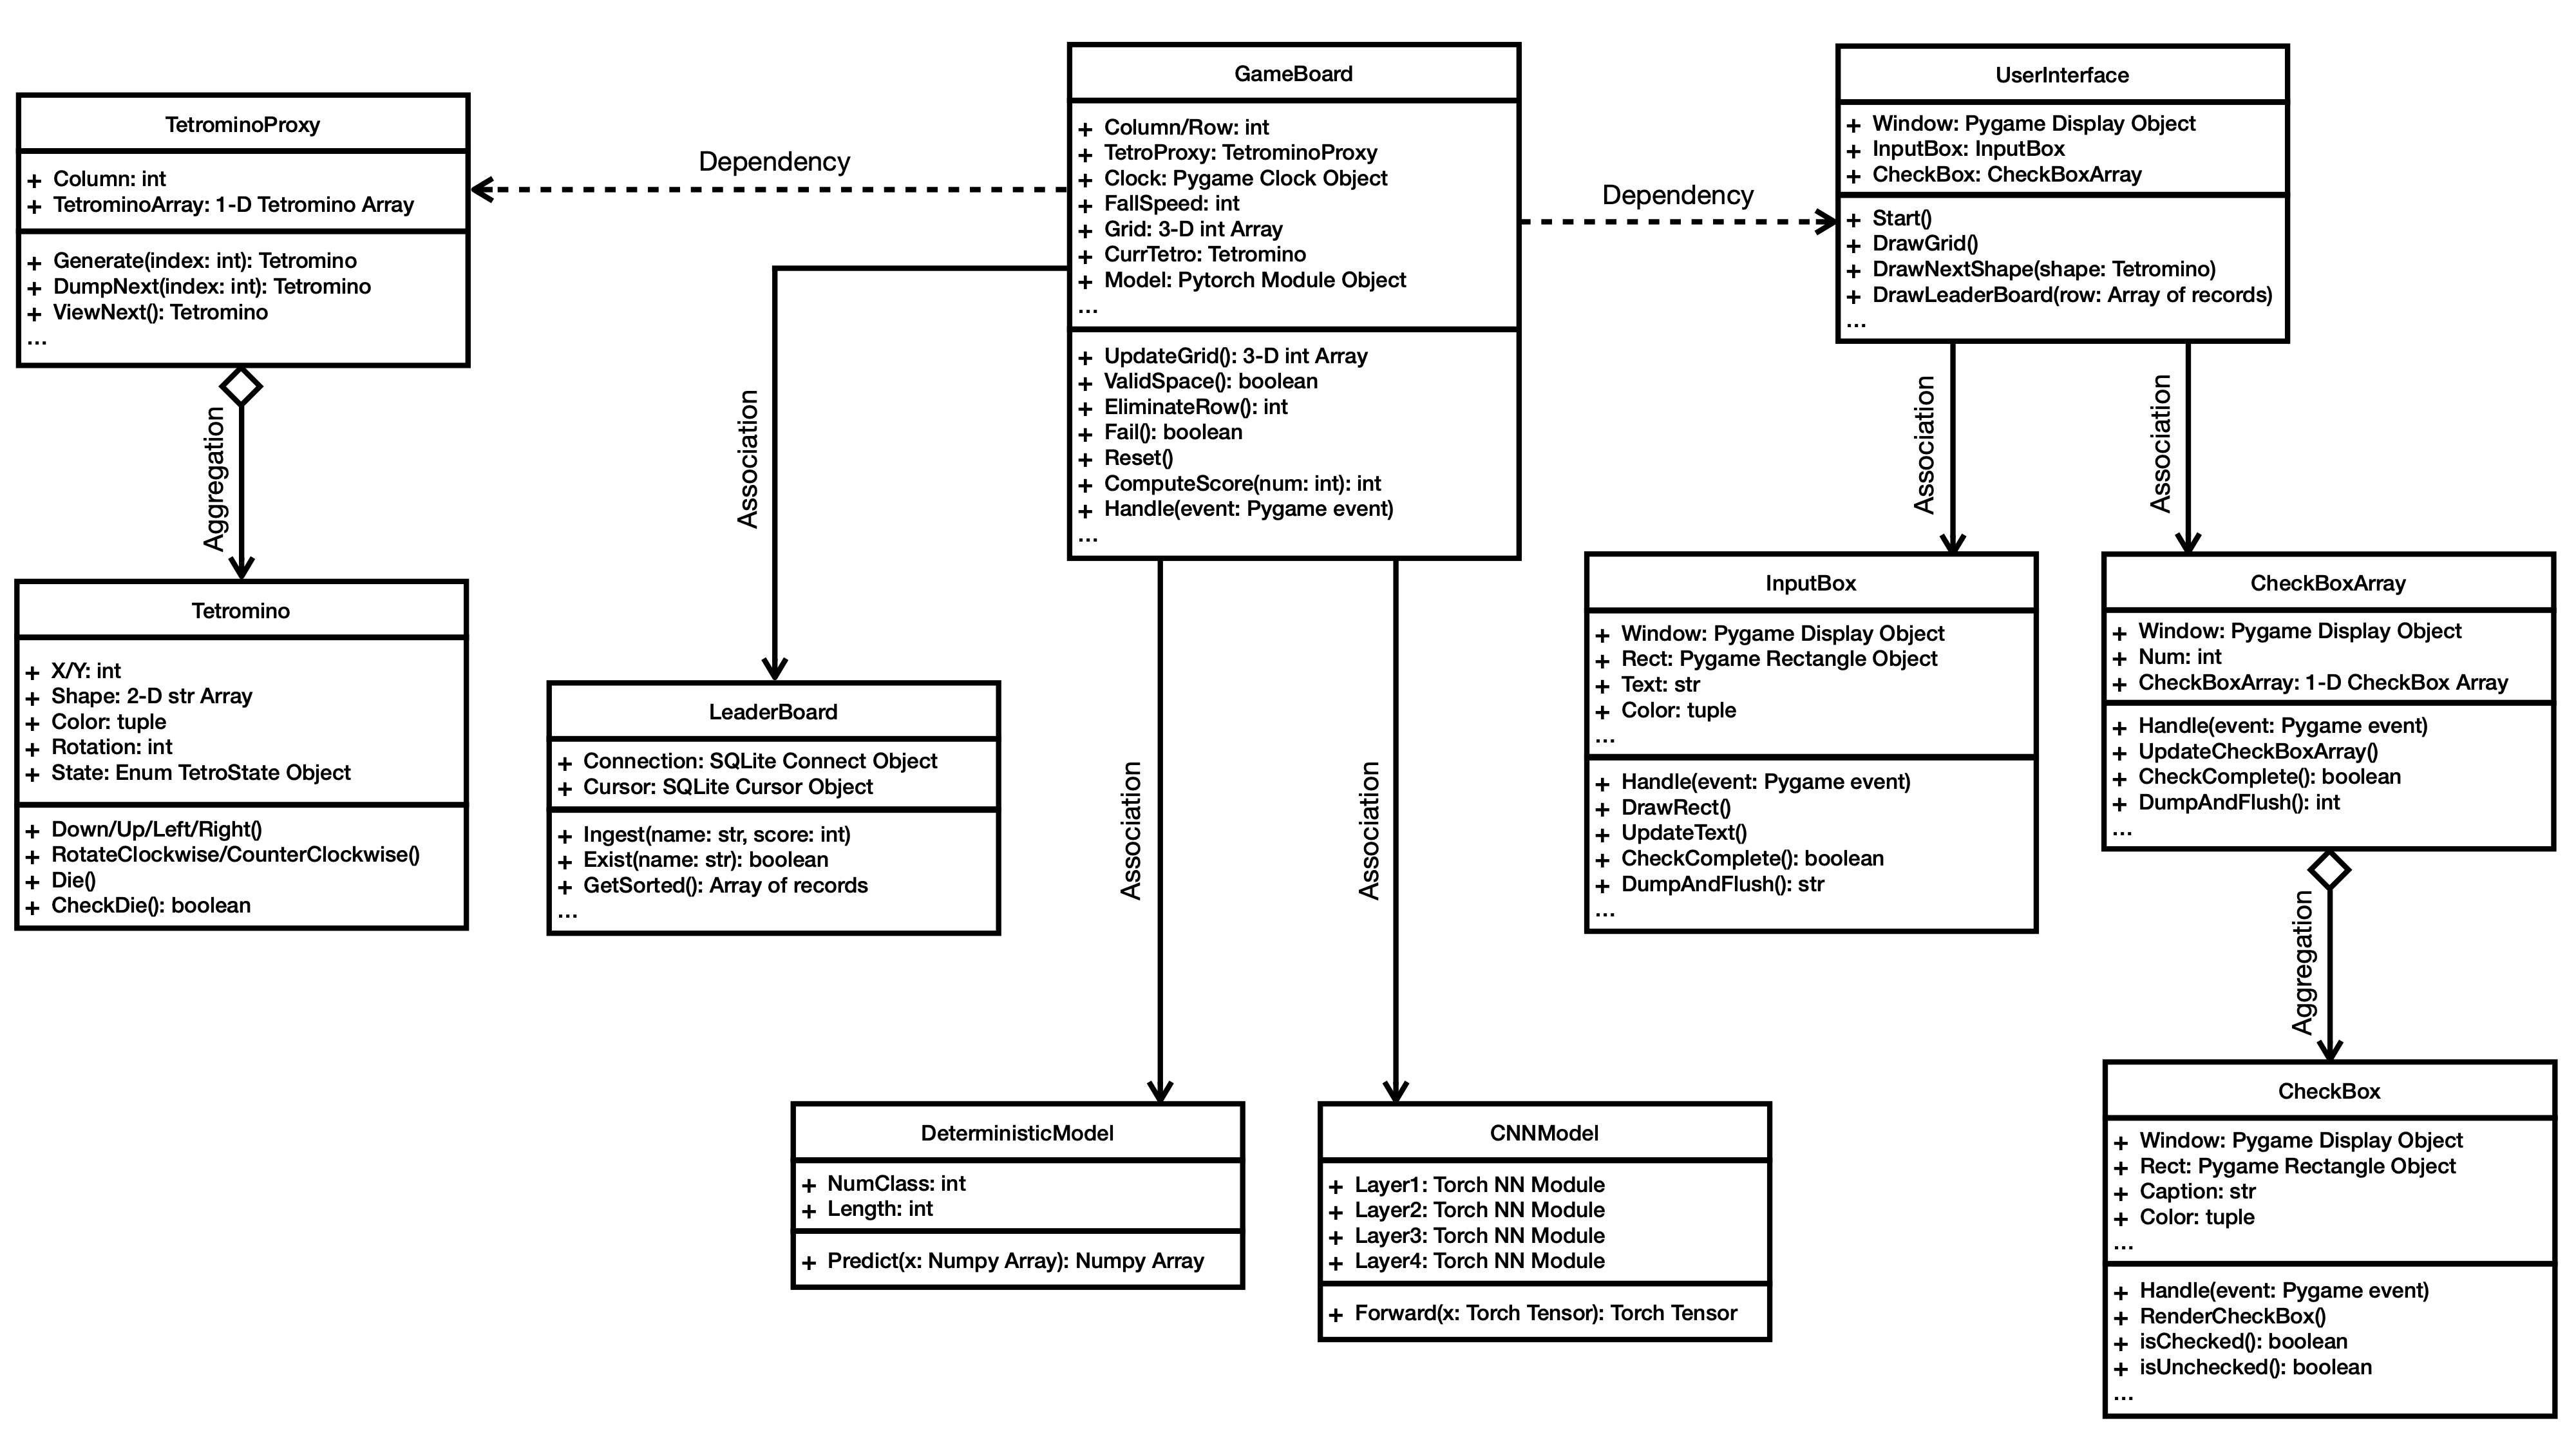 TetrominoProxy
+ Column: int
+ TetrominoArray: 1-D Tetromino Array
+ Generate(index: int): Tetromino
+ DumpNext(index: int): Tetromino
+ ViewNext(): Tetromino
...
Dependency
GameBoard
+ Column/Row: int
+ TetroProxy: TetrominoProxy
+ Clock: Pygame Clock Object
+ FallSpeed: int
+ Grid: 3-D int Array
+ CurrTetro: Tetromino
+ Model: Pytorch Module Object
...
+ UpdateGrid(): 3-D int Array
+ ValidSpace(): boolean
+ EliminateRow(): int
+ Fail(): boolean
+ Reset()
+ ComputeScore(num: int): int
+ Handle(event: Pygame event)
...
Dependency
UserInterface
+ Window: Pygame Display Object
+ InputBox: InputBox
+ CheckBox: CheckBoxArray
+ Start()
+ DrawGrid()
+ DrawNextShape(shape: Tetromino)
+ DrawLeaderBoard(row: Array of records)
...
Aggregation
Association
Association
Association
Tetromino
+ X/Y: int
+ Shape: 2-D str Array
+ Color: tuple
+ Rotation: int
+ State: Enum TetroState Object
+ Down/Up/Left/Right()
+ RotateClockwise/CounterClockwise()
+ Die()
+ CheckDie(): boolean
LeaderBoard
+ Connection: SQLite Connect Object
+ Cursor: SQLite Cursor Object
+ Ingest(name: str, score: int)
+ Exist(name: str): boolean
+ GetSorted(): Array of records
...
Association
Association
InputBox
+ Window: Pygame Display Object
+ Rect: Pygame Rectangle Object
+ Text: str
+ Color: tuple
...
+ Handle(event: Pygame event)
+ DrawRect()
+ UpdateText()
+ CheckComplete(): boolean
+ DumpAndFlush(): str
...
CheckBoxArray
+ Window: Pygame Display Object
+ Num: int
+ CheckBoxArray: 1-D CheckBox Array
+ Handle(event: Pygame event)
+ UpdateCheckBoxArray()
+ CheckComplete(): boolean
+ DumpAndFlush(): int
...
Aggregation
DeterministicModel
+ NumClass: int
+ Length: int
+ Predict(x: Numpy Array): Numpy Array
CNNModel
+ Layer1: Torch NN Module
+ Layer2: Torch NN Module
+ Layer3: Torch NN Module
+ Layer4: Torch NN Module
+ Forward(x: Torch Tensor): Torch Tensor
CheckBox
+ Window: Pygame Display Object
+ Rect: Pygame Rectangle Object
+ Caption: str
+ Color: tuple
...
+ Handle(event: Pygame event)
+ RenderCheckBox()
+ isChecked(): boolean
+ isUnchecked(): boolean
...